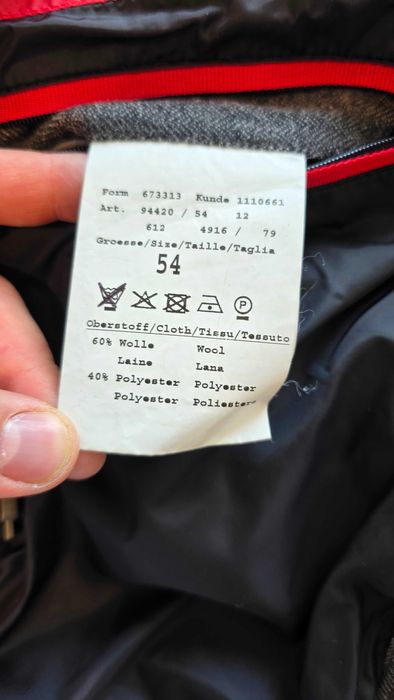 Form 673313 Kunde 1110661
Art. 94420 / 54 12
612 4916 / 79
Groesse/Size/Taille/Taglia
54
P
Oberstoff/Cloth/Tissu/Tessuto
60% Wolle Wool
Laine Lana
40% Polyester Polyester
Polyester Poliester